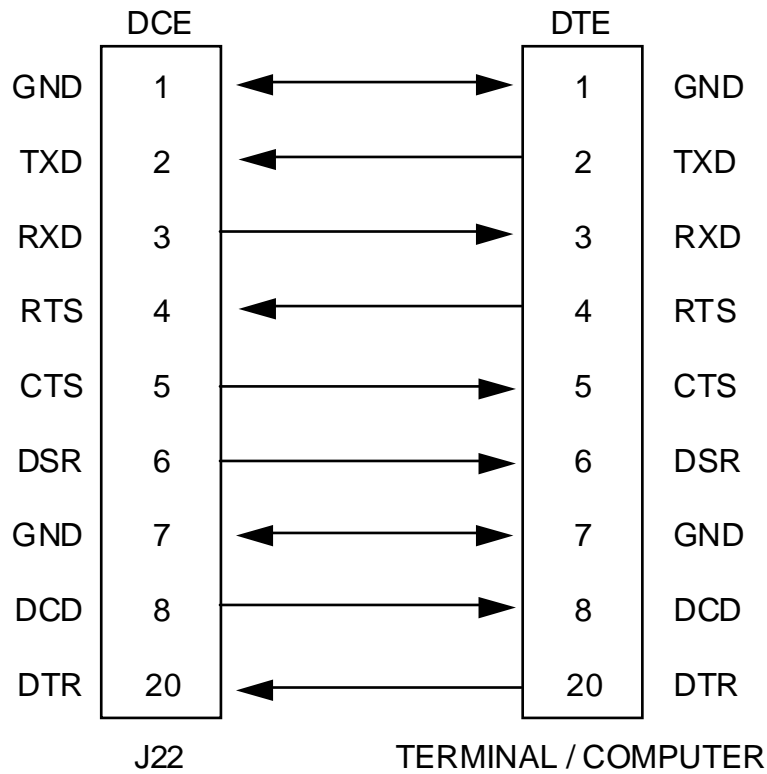 DCE DTE
GND 1 1 GND
TXD 2 2 TXD
RXD 3 3 RXD
RTS 4 4 RTS
CTS 5 5 CTS
DSR 6 6 DSR
GND 7 7 GND
DCD 8 8 DCD
DTR 20 20 DTR
J22 TERMINAL / COMPUTER